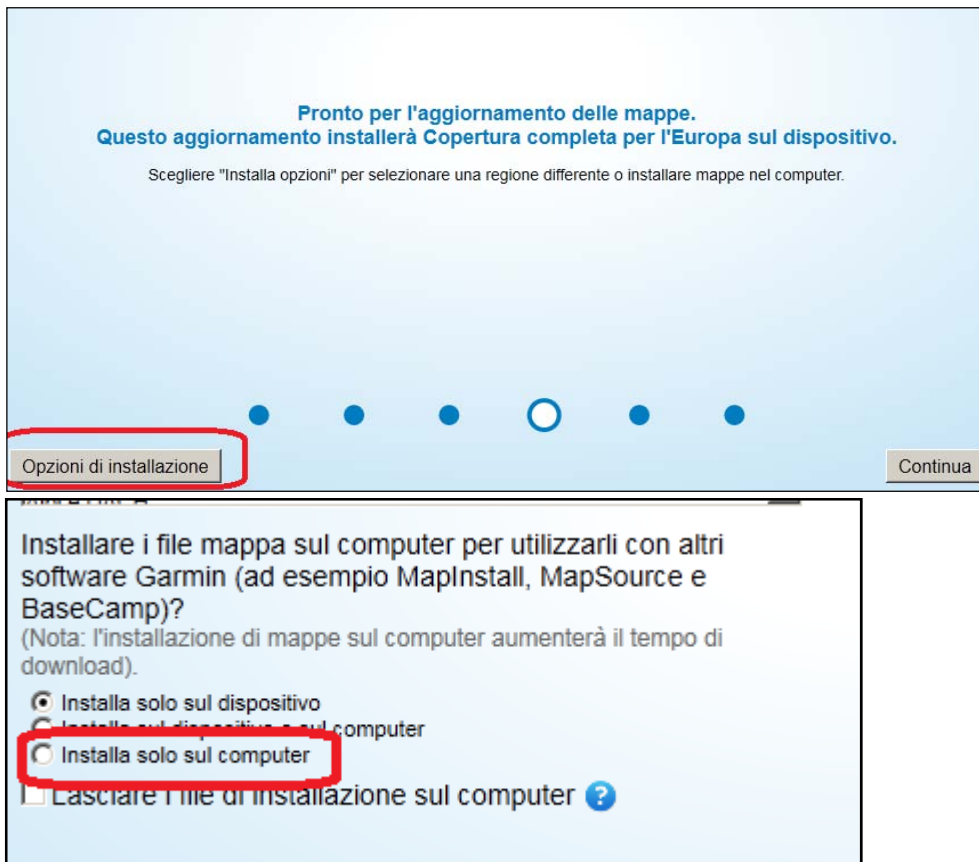 Pronto per l'aggiornamento delle mappe.
Questo aggiornamento installerà Copertura completa per l'Europa sul dispositivo.
Scegliere "Installa opzioni" per selezionare una regione differente o installare mappe nel computer.
Opzioni di installazione
Continua
Installare i file mappa sul computer per utilizzarli con altri
software Garmin (ad esempio MapInstall, MapSource e
BaseCamp)?
(Nota: l'installazione di mappe sul computer aumenterà il tempo di
download).
Installa solo sul dispositivo
Installa sul dispositivo e sul computer
Installa solo sul computer
Lasciare i file di installazione sul computer ?